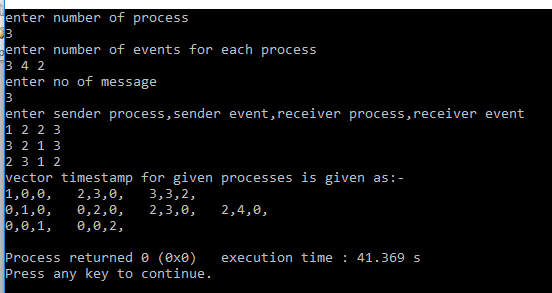 enter number of process
3
enter number of events for each process
3 4 2
enter no of message
3
enter sender process,sender event,receiver process,receiver event
1 2 2 3
3 2 1 3
2 3 1 2
vector timestamp for given processes is given as:-
1,0,0,   2,3,0,   3,3,2,
0,1,0,   0,2,0,   2,3,0,   2,4,0,
0,0,1,   0,0,2,
Process returned 0 (0x0)   execution time : 41.369 s
Press any key to continue.